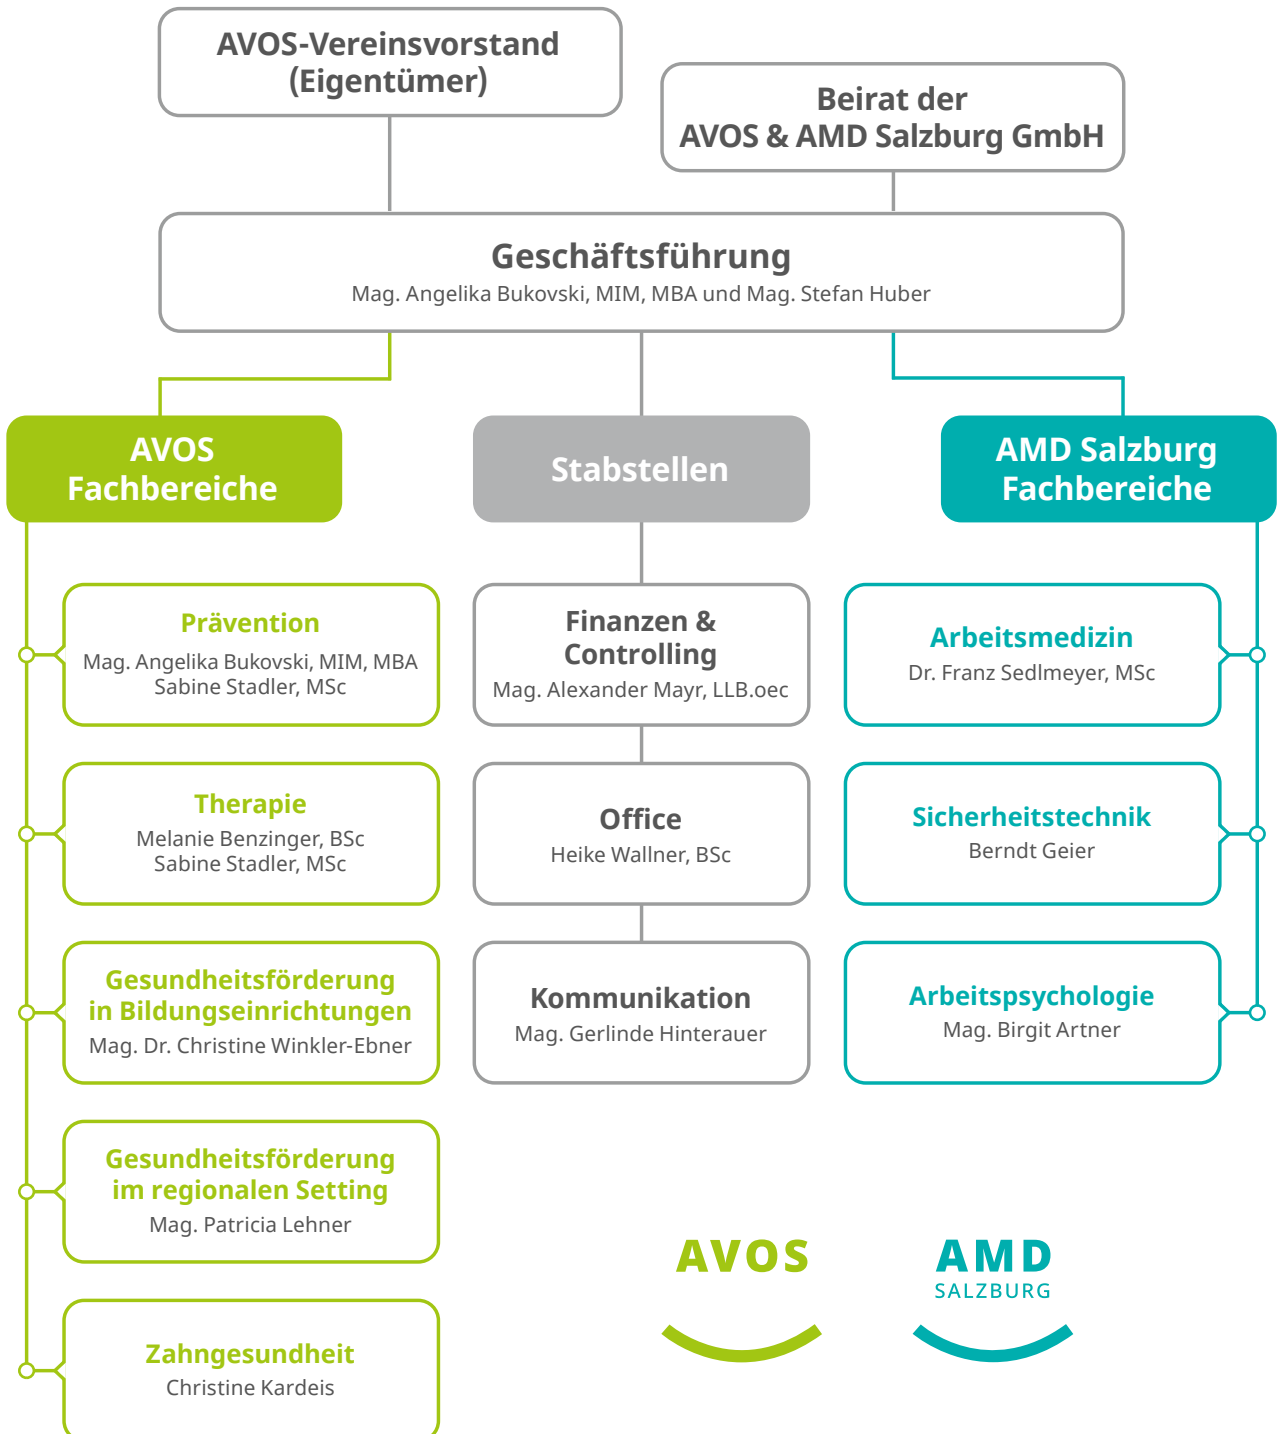 AVOS-Vereinsvorstand
(Eigentümer)
Beirat der
AVOS & AMD Salzburg GmbH
Geschäftsführung
Mag. Angelika Bukovski, MIM, MBA und Mag. Stefan Huber
AVOS
Fachbereiche
Prävention
Mag. Angelika Bukovski, MIM, MBA
Sabine Stadler, MSc
Therapie
Melanie Benzinger, BSc
Sabine Stadler, MSc
Gesundheitsförderung
in Bildungseinrichtungen
Mag. Dr. Christine Winkler-Ebner
Gesundheitsförderung
im regionalen Setting
Mag. Patricia Lehner
Zahngesundheit
Christine Kardeis
Stabstellen
Finanzen &
Controlling
Mag. Alexander Mayr, LLB.oec
Office
Heike Wallner, BSc
Kommunikation
Mag. Gerlinde Hinterauer
AMD Salzburg
Fachbereiche
Arbeitsmedizin
Dr. Franz Sedlmeyer, MSc
Sicherheitstechnik
Berndt Geier
Arbeitspsychologie
Mag. Birgit Artner
AVOS
AMD
SALZBURG